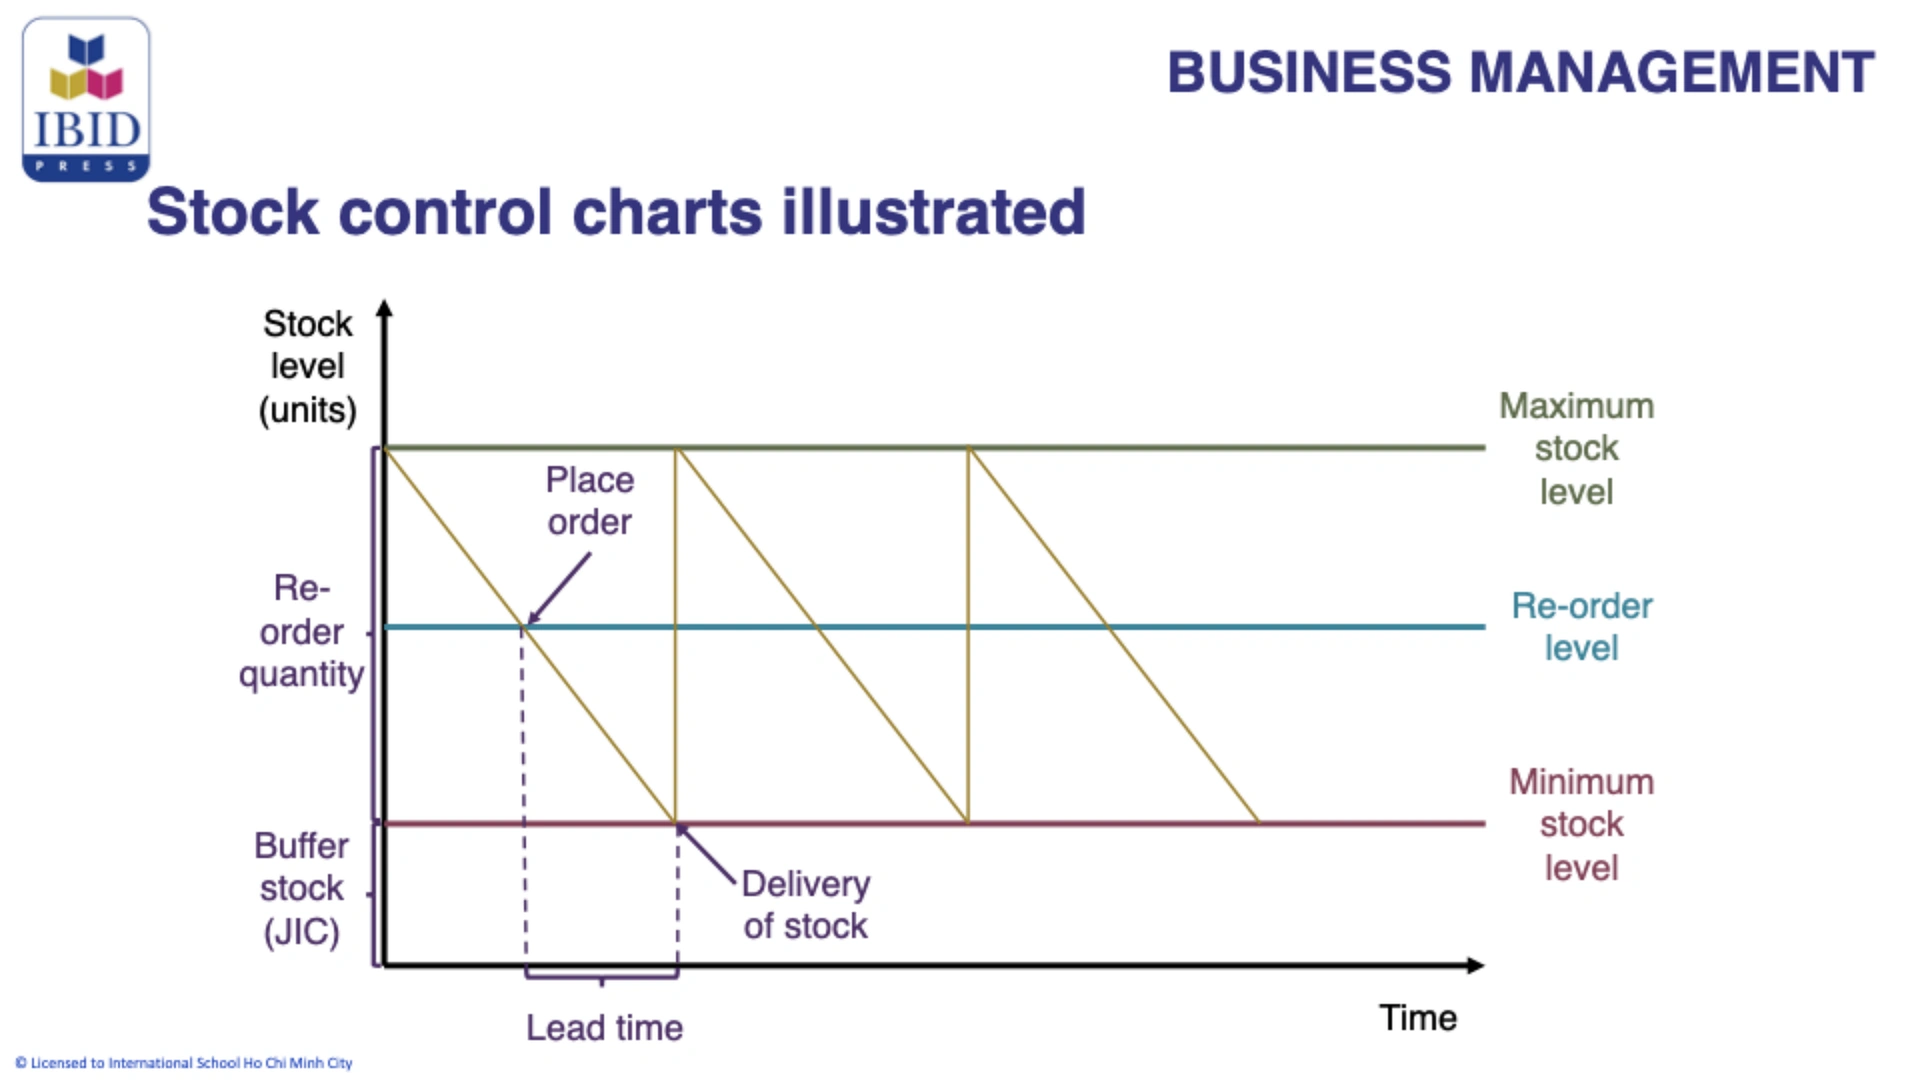 IBID
PRESS
BUSINESS MANAGEMENT
Stock control charts illustrated
Stock
level
(units)
Place
order
Re-
order
quantity
Buffer
stock
(JIC)
Delivery
of stock
Lead time
Time
Maximum
stock
level
Re-order
level
Minimum
stock
level
© Licensed to International School Ho Chi Minh City